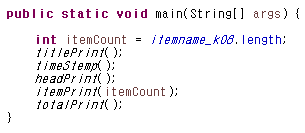 public static void main(String[] args) {
int itemCount = itemname_k08.length;
titlePrint();
timeStemp();
headPrint();
itemPrint(itemCount);
totalPrint();
}